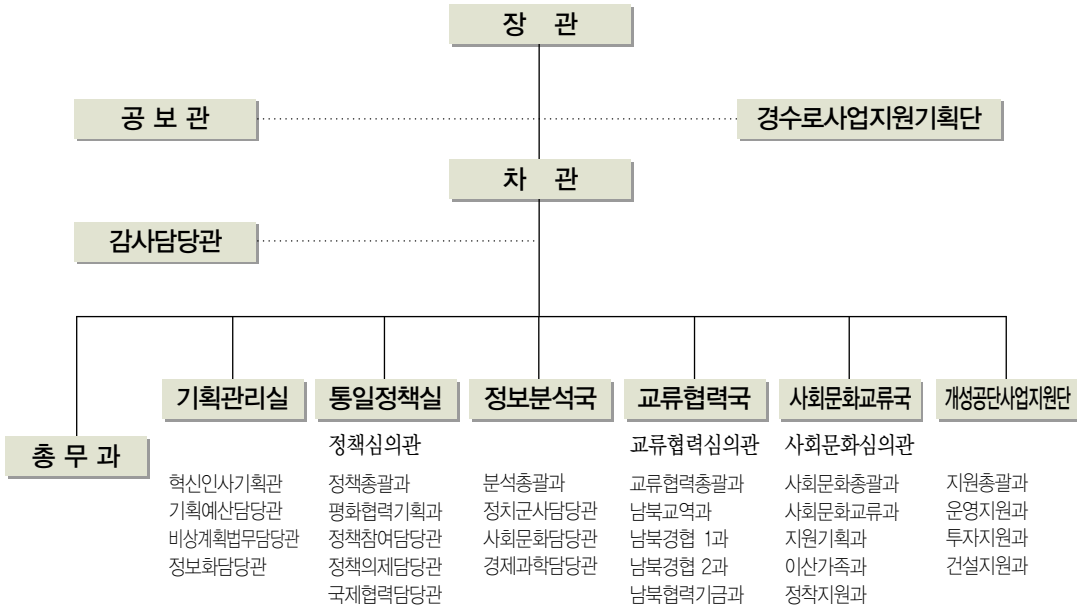 장 관
공 보 관
경수로사업지원기획단
차 관
감사담당관
총 무 과
기획관리실
혁신인사기획관
기획예산담당관
비상계획법무담당관
정보화담당관
통일정책실
정책심의관
정책총괄과
평화협력기획과
정책참여담당관
정책의제담당관
국제협력담당관
정보분석국
분석총괄과
정치군사담당관
사회문화담당관
경제과학담당관
교류협력국
교류협력심의관
교류협력총괄과
남북교역과
남북경협 1과
남북경협 2과
남북협력기금과
사회문화교류국
사회문화심의관
사회문화총괄과
사회문화교류과
지원기획과
이산가족과
정착지원과
개성공단사업지원단
지원총괄과
운영지원과
투자지원과
건설지원과